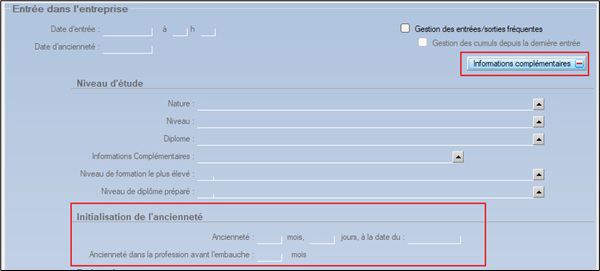 Entrée dans l'entreprise
Date d'entrée : à h
Gestion des entrées/sorties fréquentes
Date d'ancienneté :
Gestion des cumuls depuis la dernière entrée
Informations complémentaires
Niveau d'étude
Nature :
Niveau :
Diplome :
Informations Complémentaires :
Niveau de formation le plus élevé :
Niveau de diplôme préparé :
Initialisation de l'ancienneté
Ancienneté : mois, jours, à la date du :
Ancienneté dans la profession avant l'embauche : mois